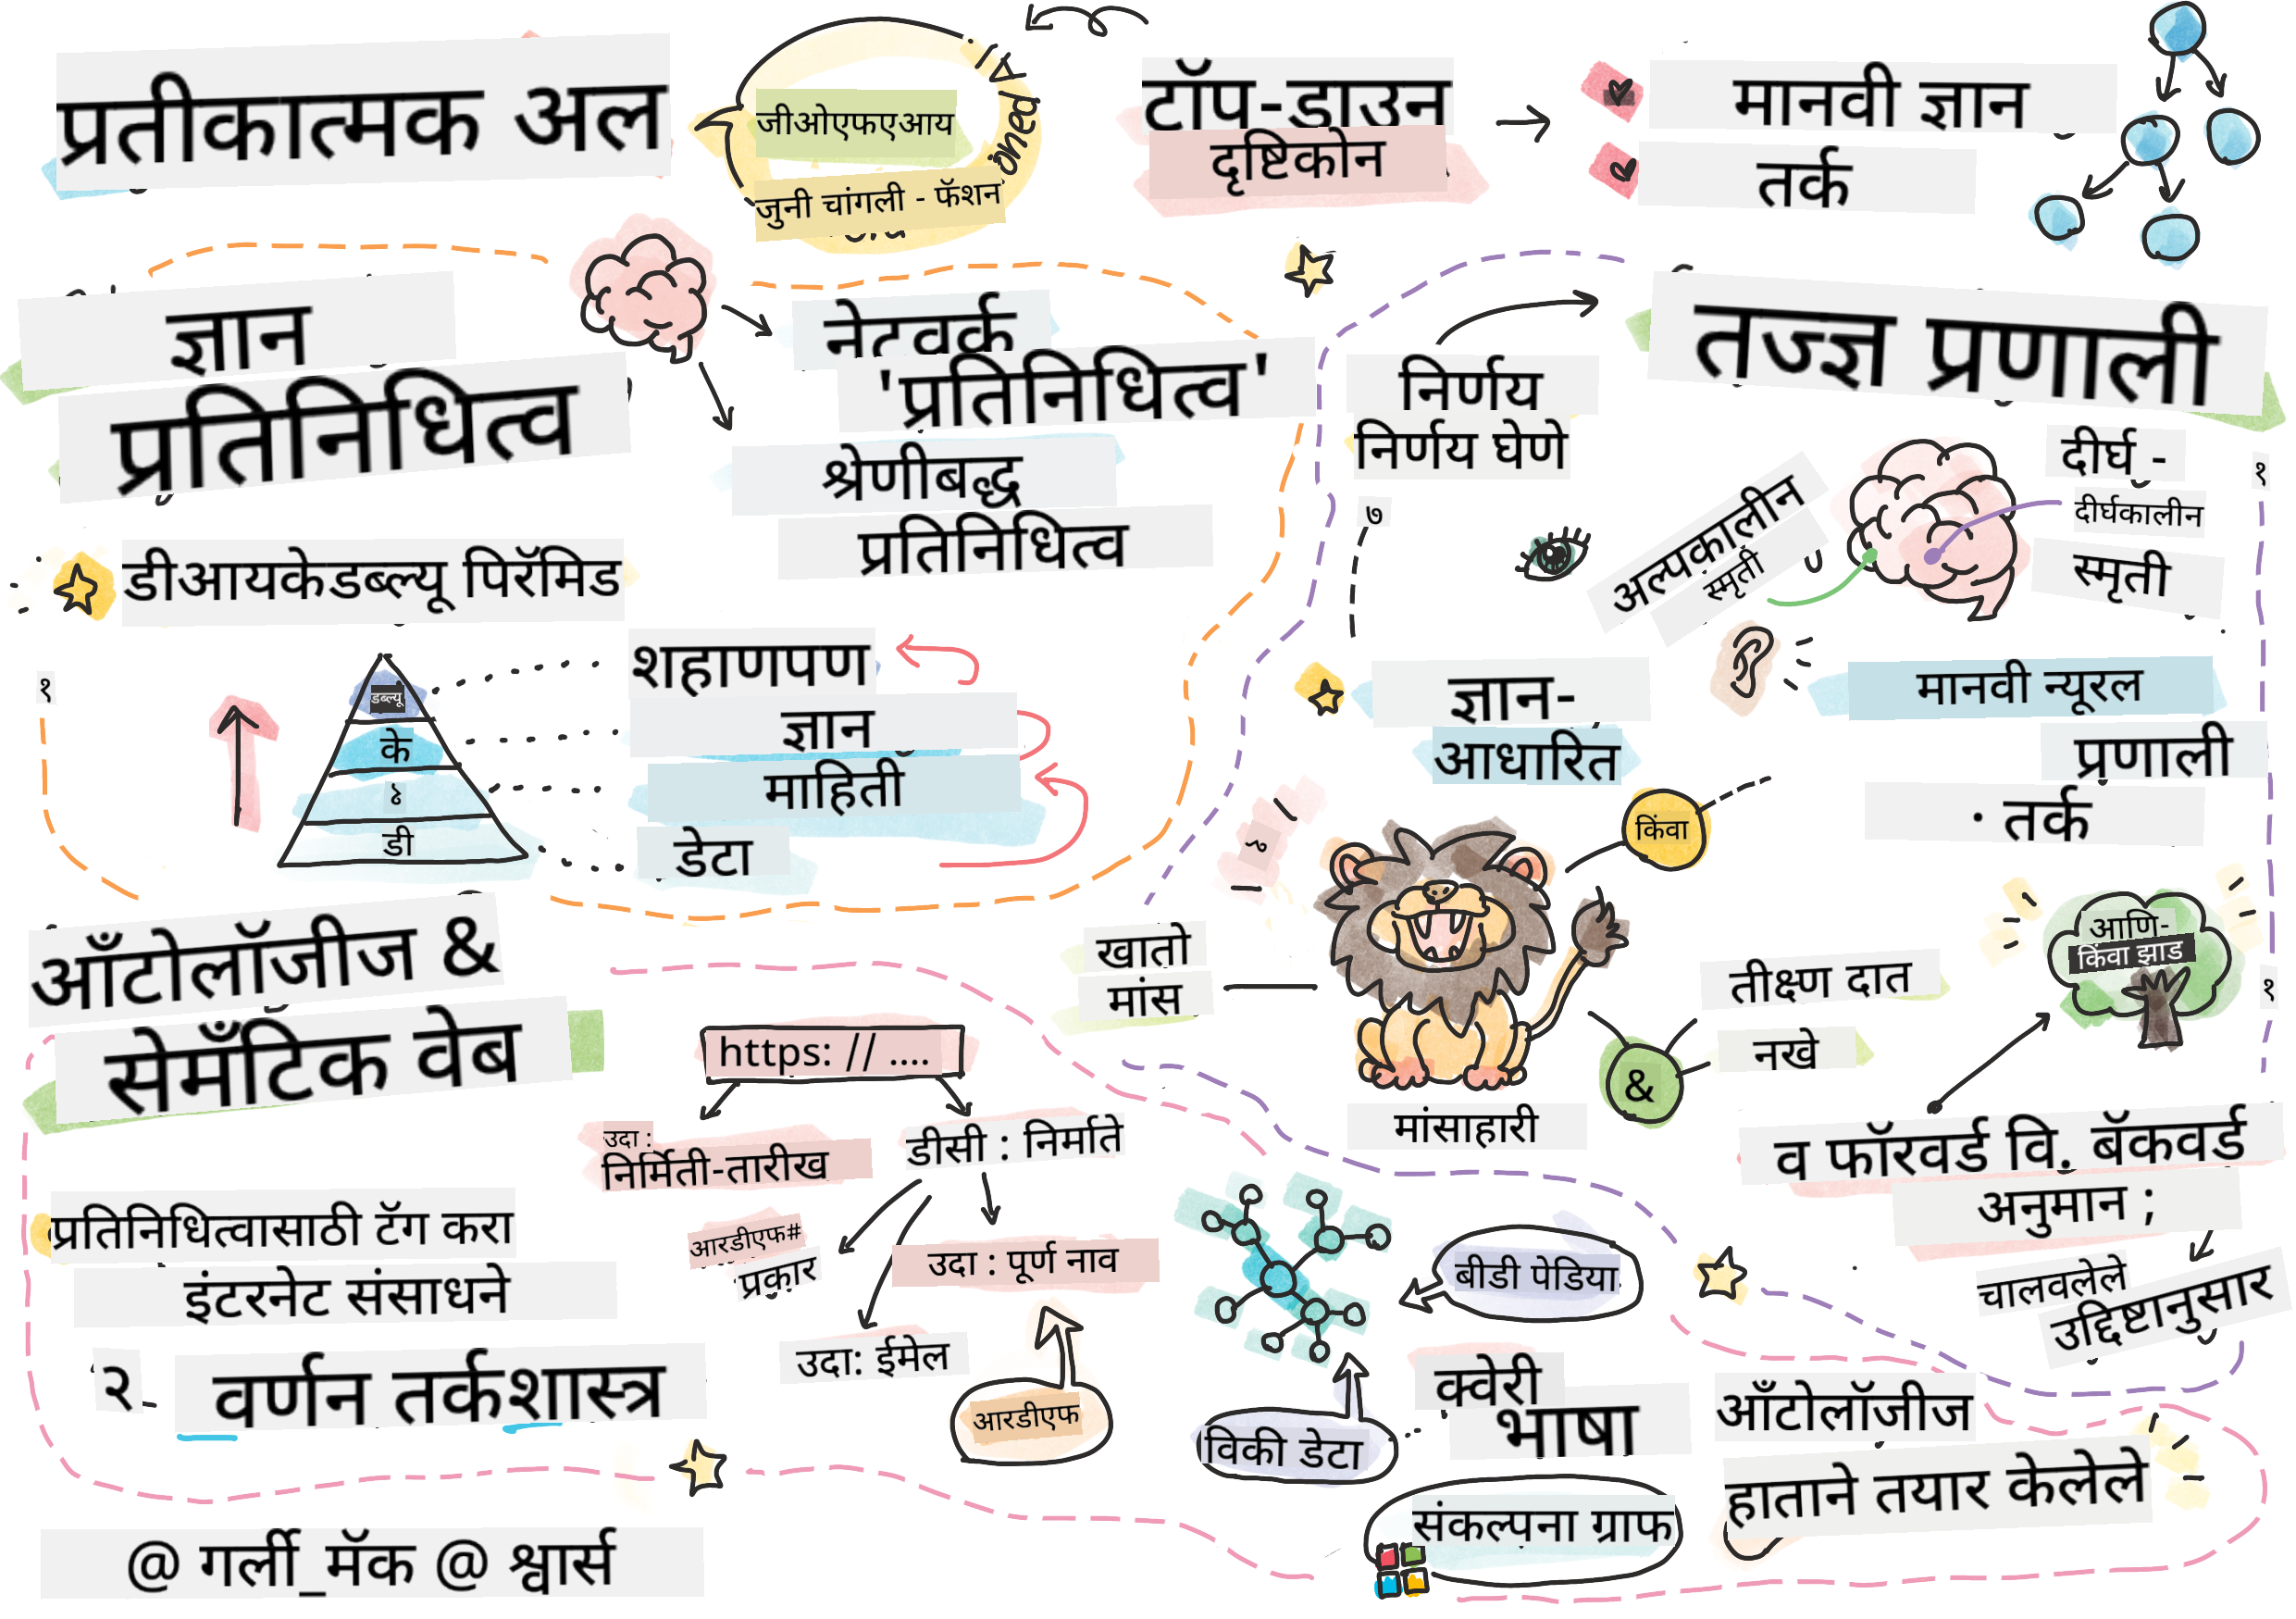 प्रतीकात्मक अल
जीओएफएआय
जुनी चांगली - फॅशन
oned AI
टॉप-डाउन
दृष्टिकोन
मानवी ज्ञान
तर्क
ज्ञान
प्रतिनिधित्व
नेटवर्क
'प्रतिनिधित्व'
श्रेणीबद्ध
प्रतिनिधित्व
डीआयकेडब्ल्यू पिरॅमिड
डब्ल्यू
के
डी
शहाणपण
ज्ञान
माहिती
डेटा
१
निर्णय
निर्णय घेणे
७
तज्ज्ञ प्रणाली
अल्पकालीन
स्मृती
दीर्घ -
दीर्घकालीन
स्मृती
१
ज्ञान-
आधारित
मानवी न्यूरल
प्रणाली
· तर्क
किंवा
खातो
मांस
मांसाहारी
&
तीक्ष्ण दात
नखे
आणि-
किंवा झाड
१
व फॉरवर्ड वि. बॅकवर्ड
अनुमान ;
चालवलेले
उद्दिष्टानुसार
ऑंटोलॉजीज &
सेमॅंटिक वेब
प्रतिनिधित्वासाठी टॅग करा
इंटरनेट संसाधने
२
वर्णन तर्कशास्त्र
https: // ....
उदा :
निर्मिती-तारीख
डीसी : निर्माते
आरडीएफ#
प्रकार
उदा : पूर्ण नाव
उदा: ईमेल
आरडीएफ
बीडी पेडिया
विकी डेटा
क्वेरी
भाषा
संकल्पना ग्राफ
ऑंटोलॉजीज
हाताने तयार केलेले
@ गर्ली_मॅक @ श्वार्स